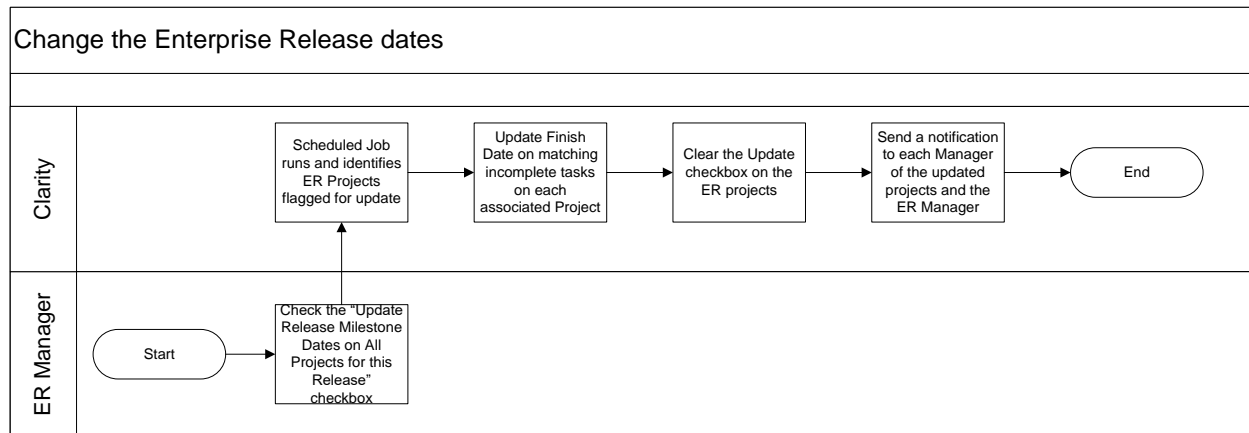 Change the Enterprise Release dates
Clarity
Scheduled Job
runs and identifies
ER Projects
flagged for update
Update Finish
Date on matching
incomplete tasks
on each
associated Project
Clear the Update
checkbox on the
ER projects
Send a notification
to each Manager
of the updated
projects and the
ER Manager
End
ER Manager
Start
Check the “Update
Release Milestone
Dates on All
Projects for this
Release”
checkbox